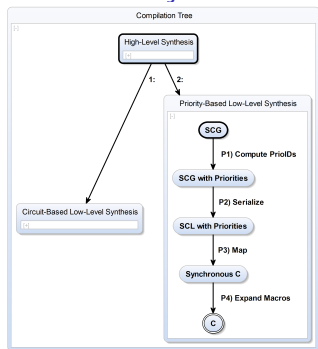 Compilation Tree
[-]
High-Level Synthesis
[+]
1:
2:
Priority-Based Low-Level Synthesis
[-]
SCG
P1) Compute PrioIDs
SCG with Priorities
P2) Serialize
Circuit-Based Low-Level Synthesis
[+]
SCL with Priorities
P3) Map
Synchronous C
P4) Expand Macros
C